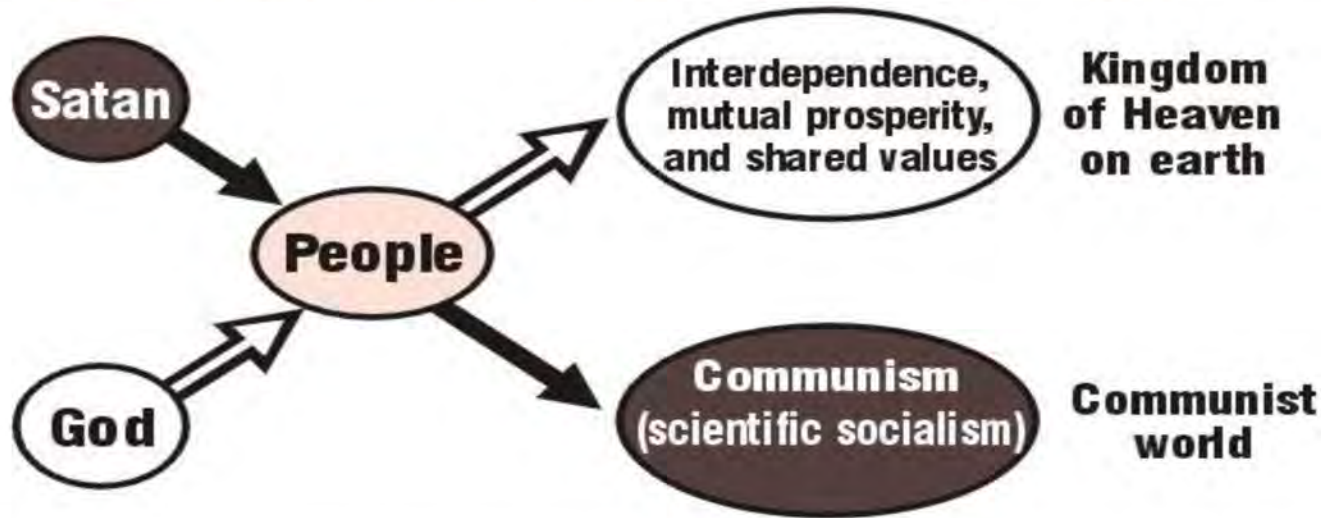 Satan
God
People
Interdependence,
mutual prosperity,
and shared values
Kingdom
of Heaven
on earth
Communism
(scientific socialism)
Communist
world